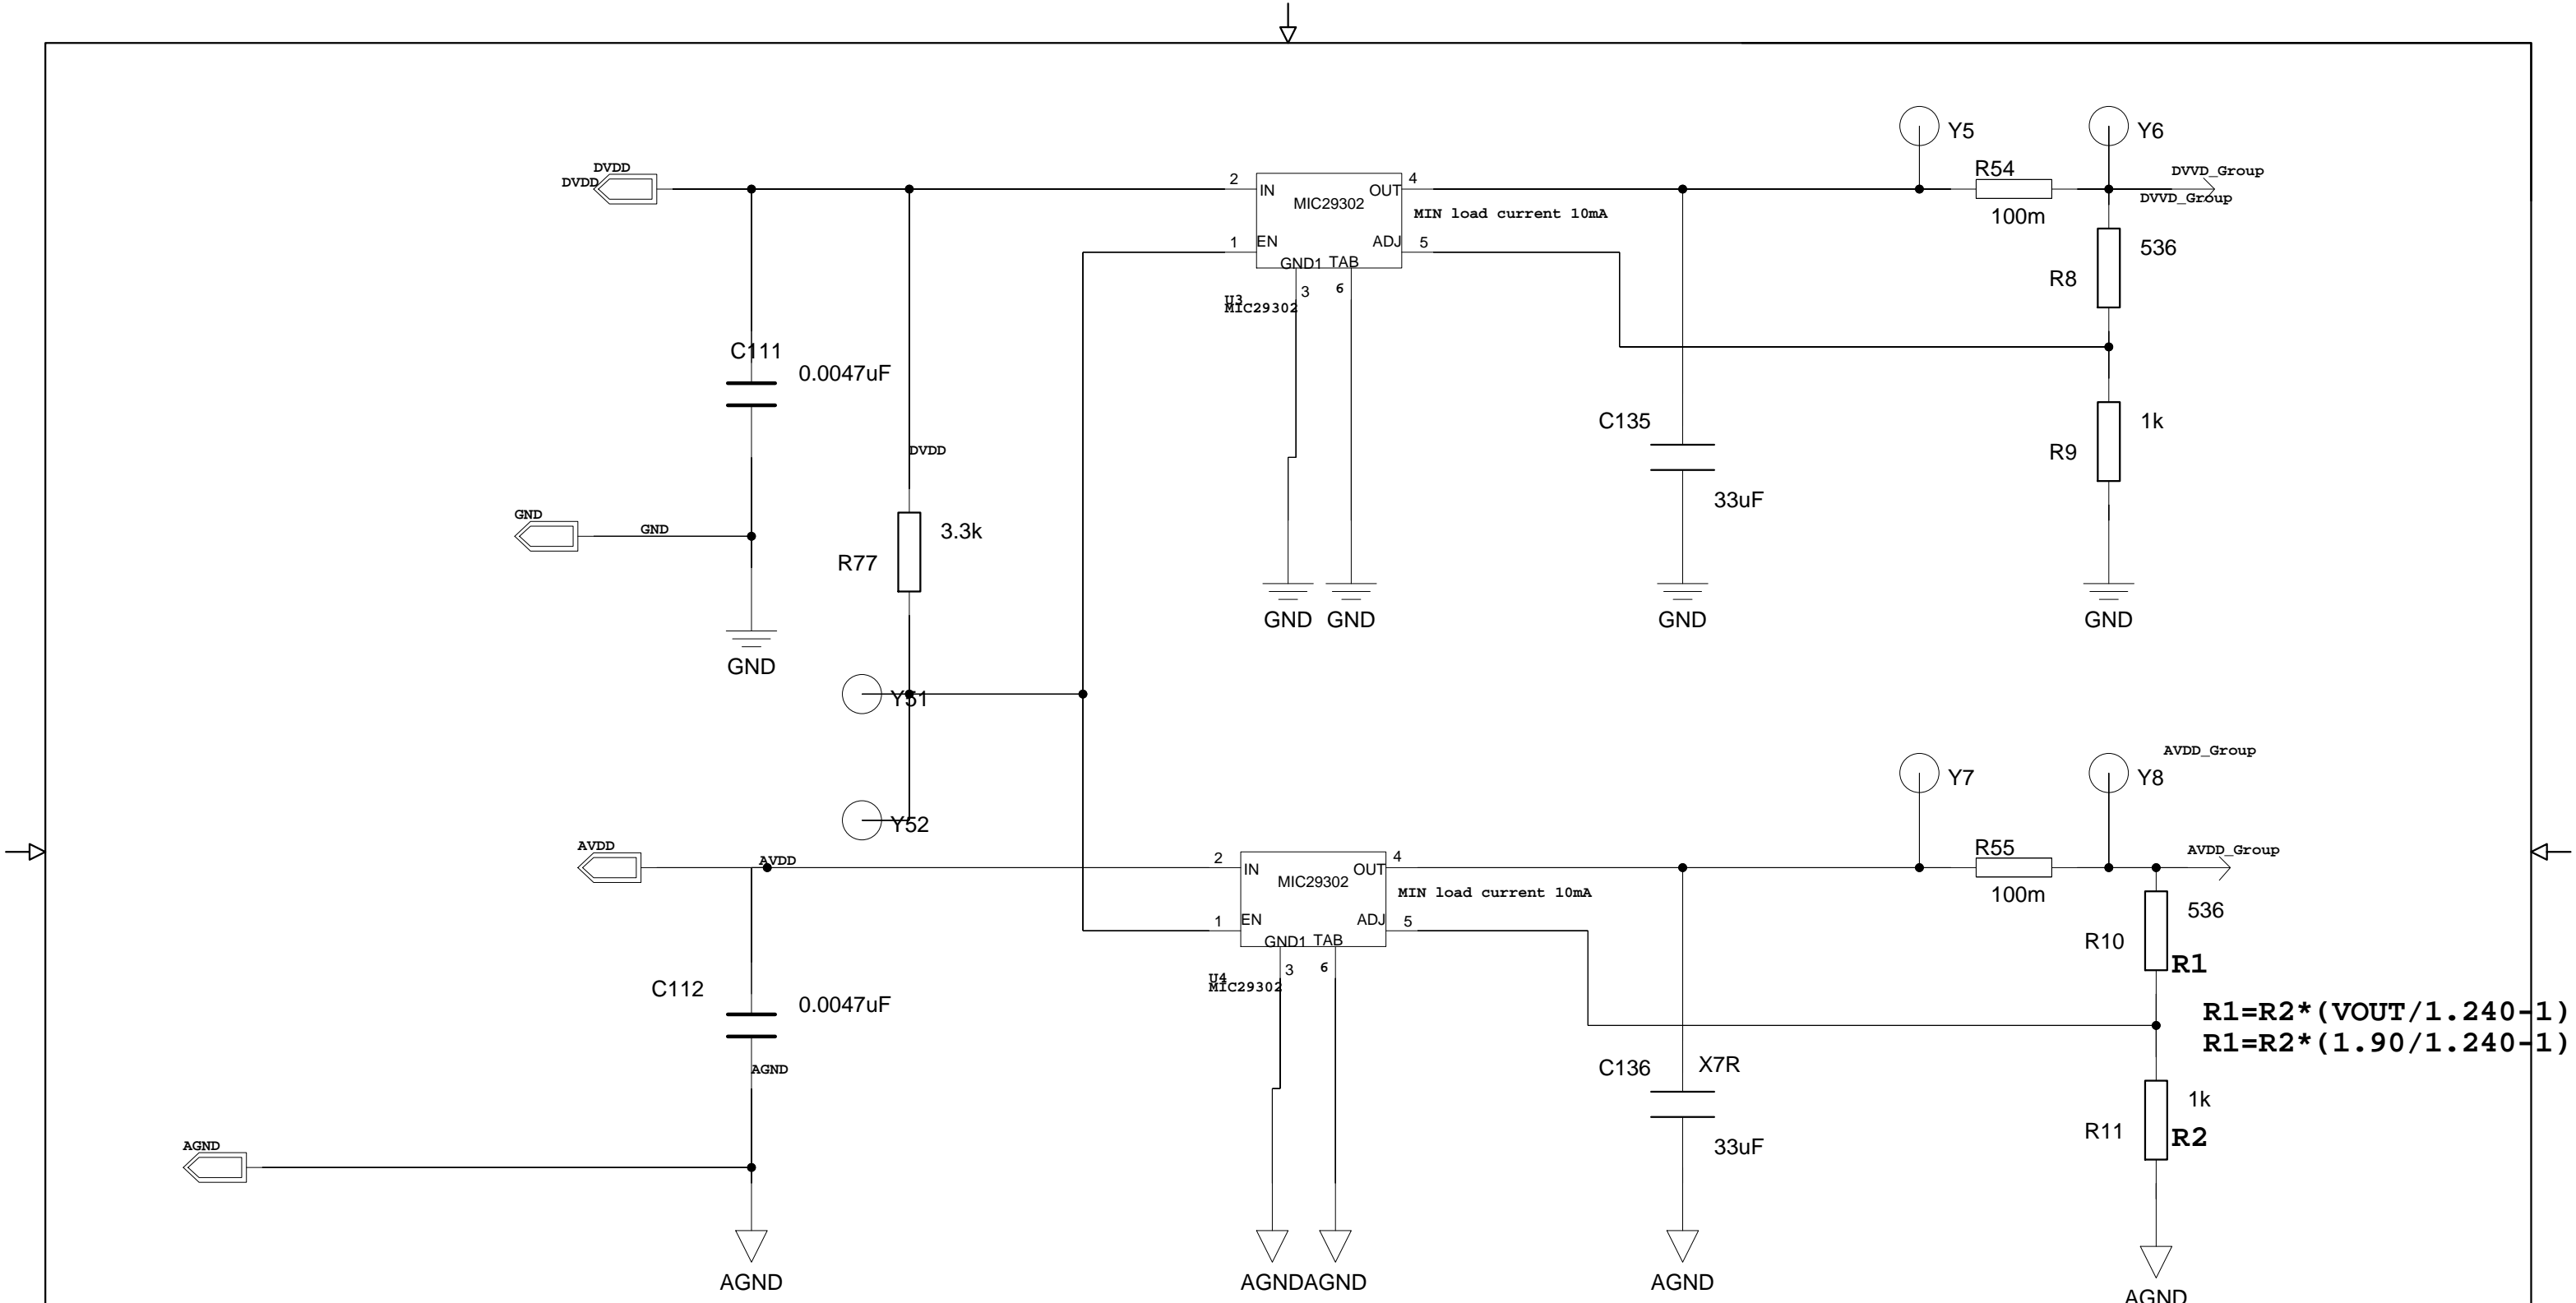 Y5
Y6
DVDD
DVDD
2
IN
OUT
4
MIC29302
MIN load current 10mA
R54
100m
DVVD_Group
DVVD_Group
1
EN
ADJ
5
GND1
TAB
3
6
U3
MIC29302
536
R8
C111
0.0047uF
C135
33uF
1k
R9
DVDD
GND
GND
3.3k
R77
GND
GND
GND
GND
GND
Y51
Y52
Y7
Y8
AVDD_Group
AVDD
AVDD
2
IN
OUT
4
MIC29302
MIN load current 10mA
R55
100m
AVDD_Group
1
EN
ADJ
5
GND1
TAB
3
6
U4
MIC29302
536
R10
R1
C112
0.0047uF
R1=R2*(VOUT/1.240-1)
R1=R2*(1.90/1.240-1)
AGND
C136
X7R
33uF
1k
R11
R2
AGND
AGND
AGND
AGND
AGND
AGND